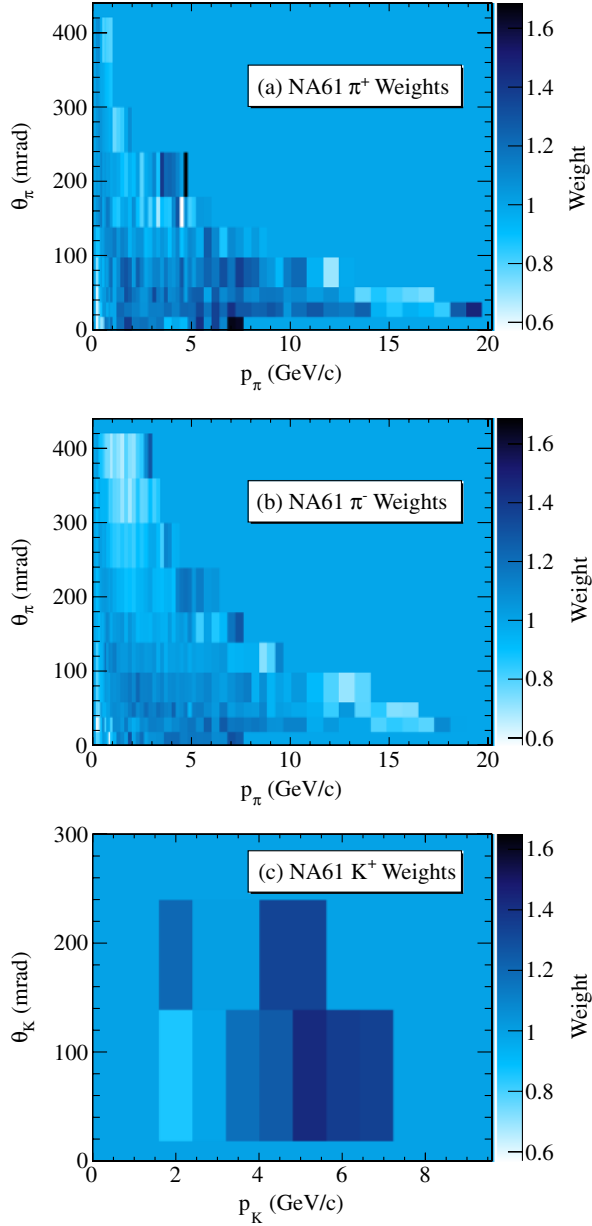 400
300
200
100
0
θπ (mrad)
(a) NA61 π+ Weights
0 5 10 15 20
pπ (GeV/c)
1.6
1.4
1.2
1
0.8
0.6
Weight
400
300
200
100
0
θπ (mrad)
(b) NA61 π- Weights
0 5 10 15 20
pπ (GeV/c)
1.6
1.4
1.2
1
0.8
0.6
Weight
300
200
100
0
θK (mrad)
(c) NA61 K+ Weights
0 2 4 6 8
pK (GeV/c)
1.6
1.4
1.2
1
0.8
0.6
Weight